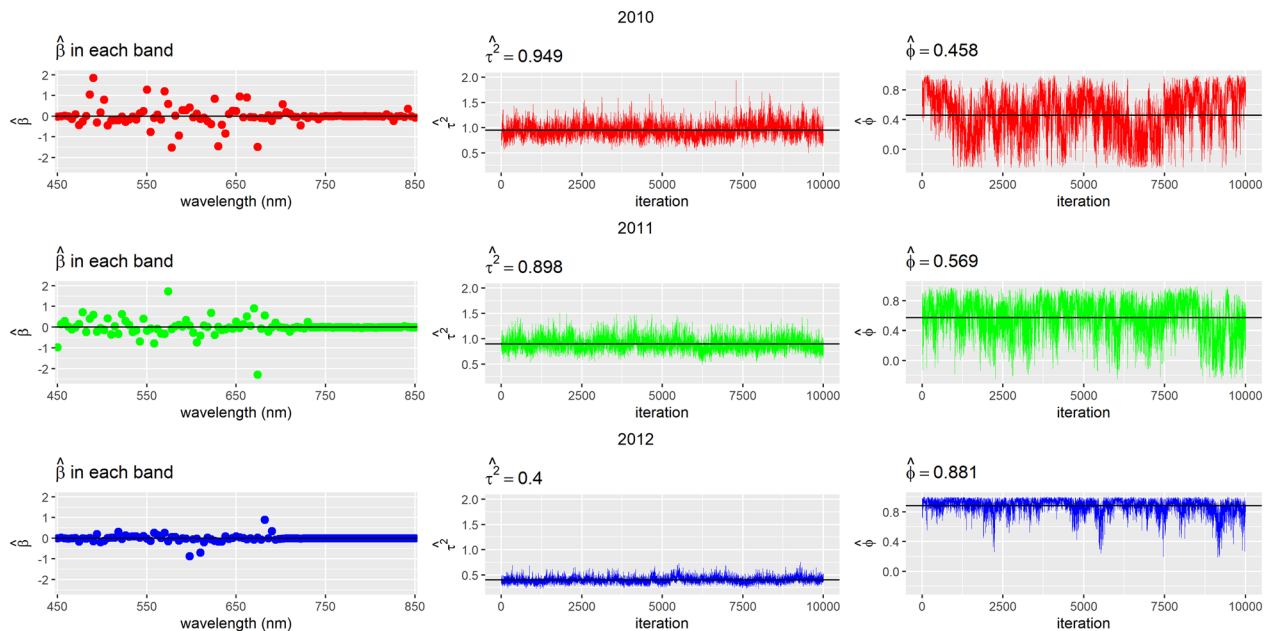 2010
β̂ in each band
τ̂² = 0.949
ϕ̂ = 0.458
2
1
0
-1
-2
β̂
450 550 650 750 850
wavelength (nm)
2.0
1.5
1.0
0.5
τ̂²
0 2500 5000 7500 10000
iteration
0.8
0.4
0.0
ϕ̂
0 2500 5000 7500 10000
iteration
2011
β̂ in each band
τ̂² = 0.898
ϕ̂ = 0.569
2
1
0
-1
-2
β̂
450 550 650 750 850
wavelength (nm)
2.0
1.5
1.0
0.5
τ̂²
0 2500 5000 7500 10000
iteration
0.8
0.4
0.0
ϕ̂
0 2500 5000 7500 10000
iteration
2012
β̂ in each band
τ̂² = 0.4
ϕ̂ = 0.881
2
1
0
-1
-2
β̂
450 550 650 750 850
wavelength (nm)
2.0
1.5
1.0
0.5
τ̂²
0 2500 5000 7500 10000
iteration
0.8
0.4
0.0
ϕ̂
0 2500 5000 7500 10000
iteration